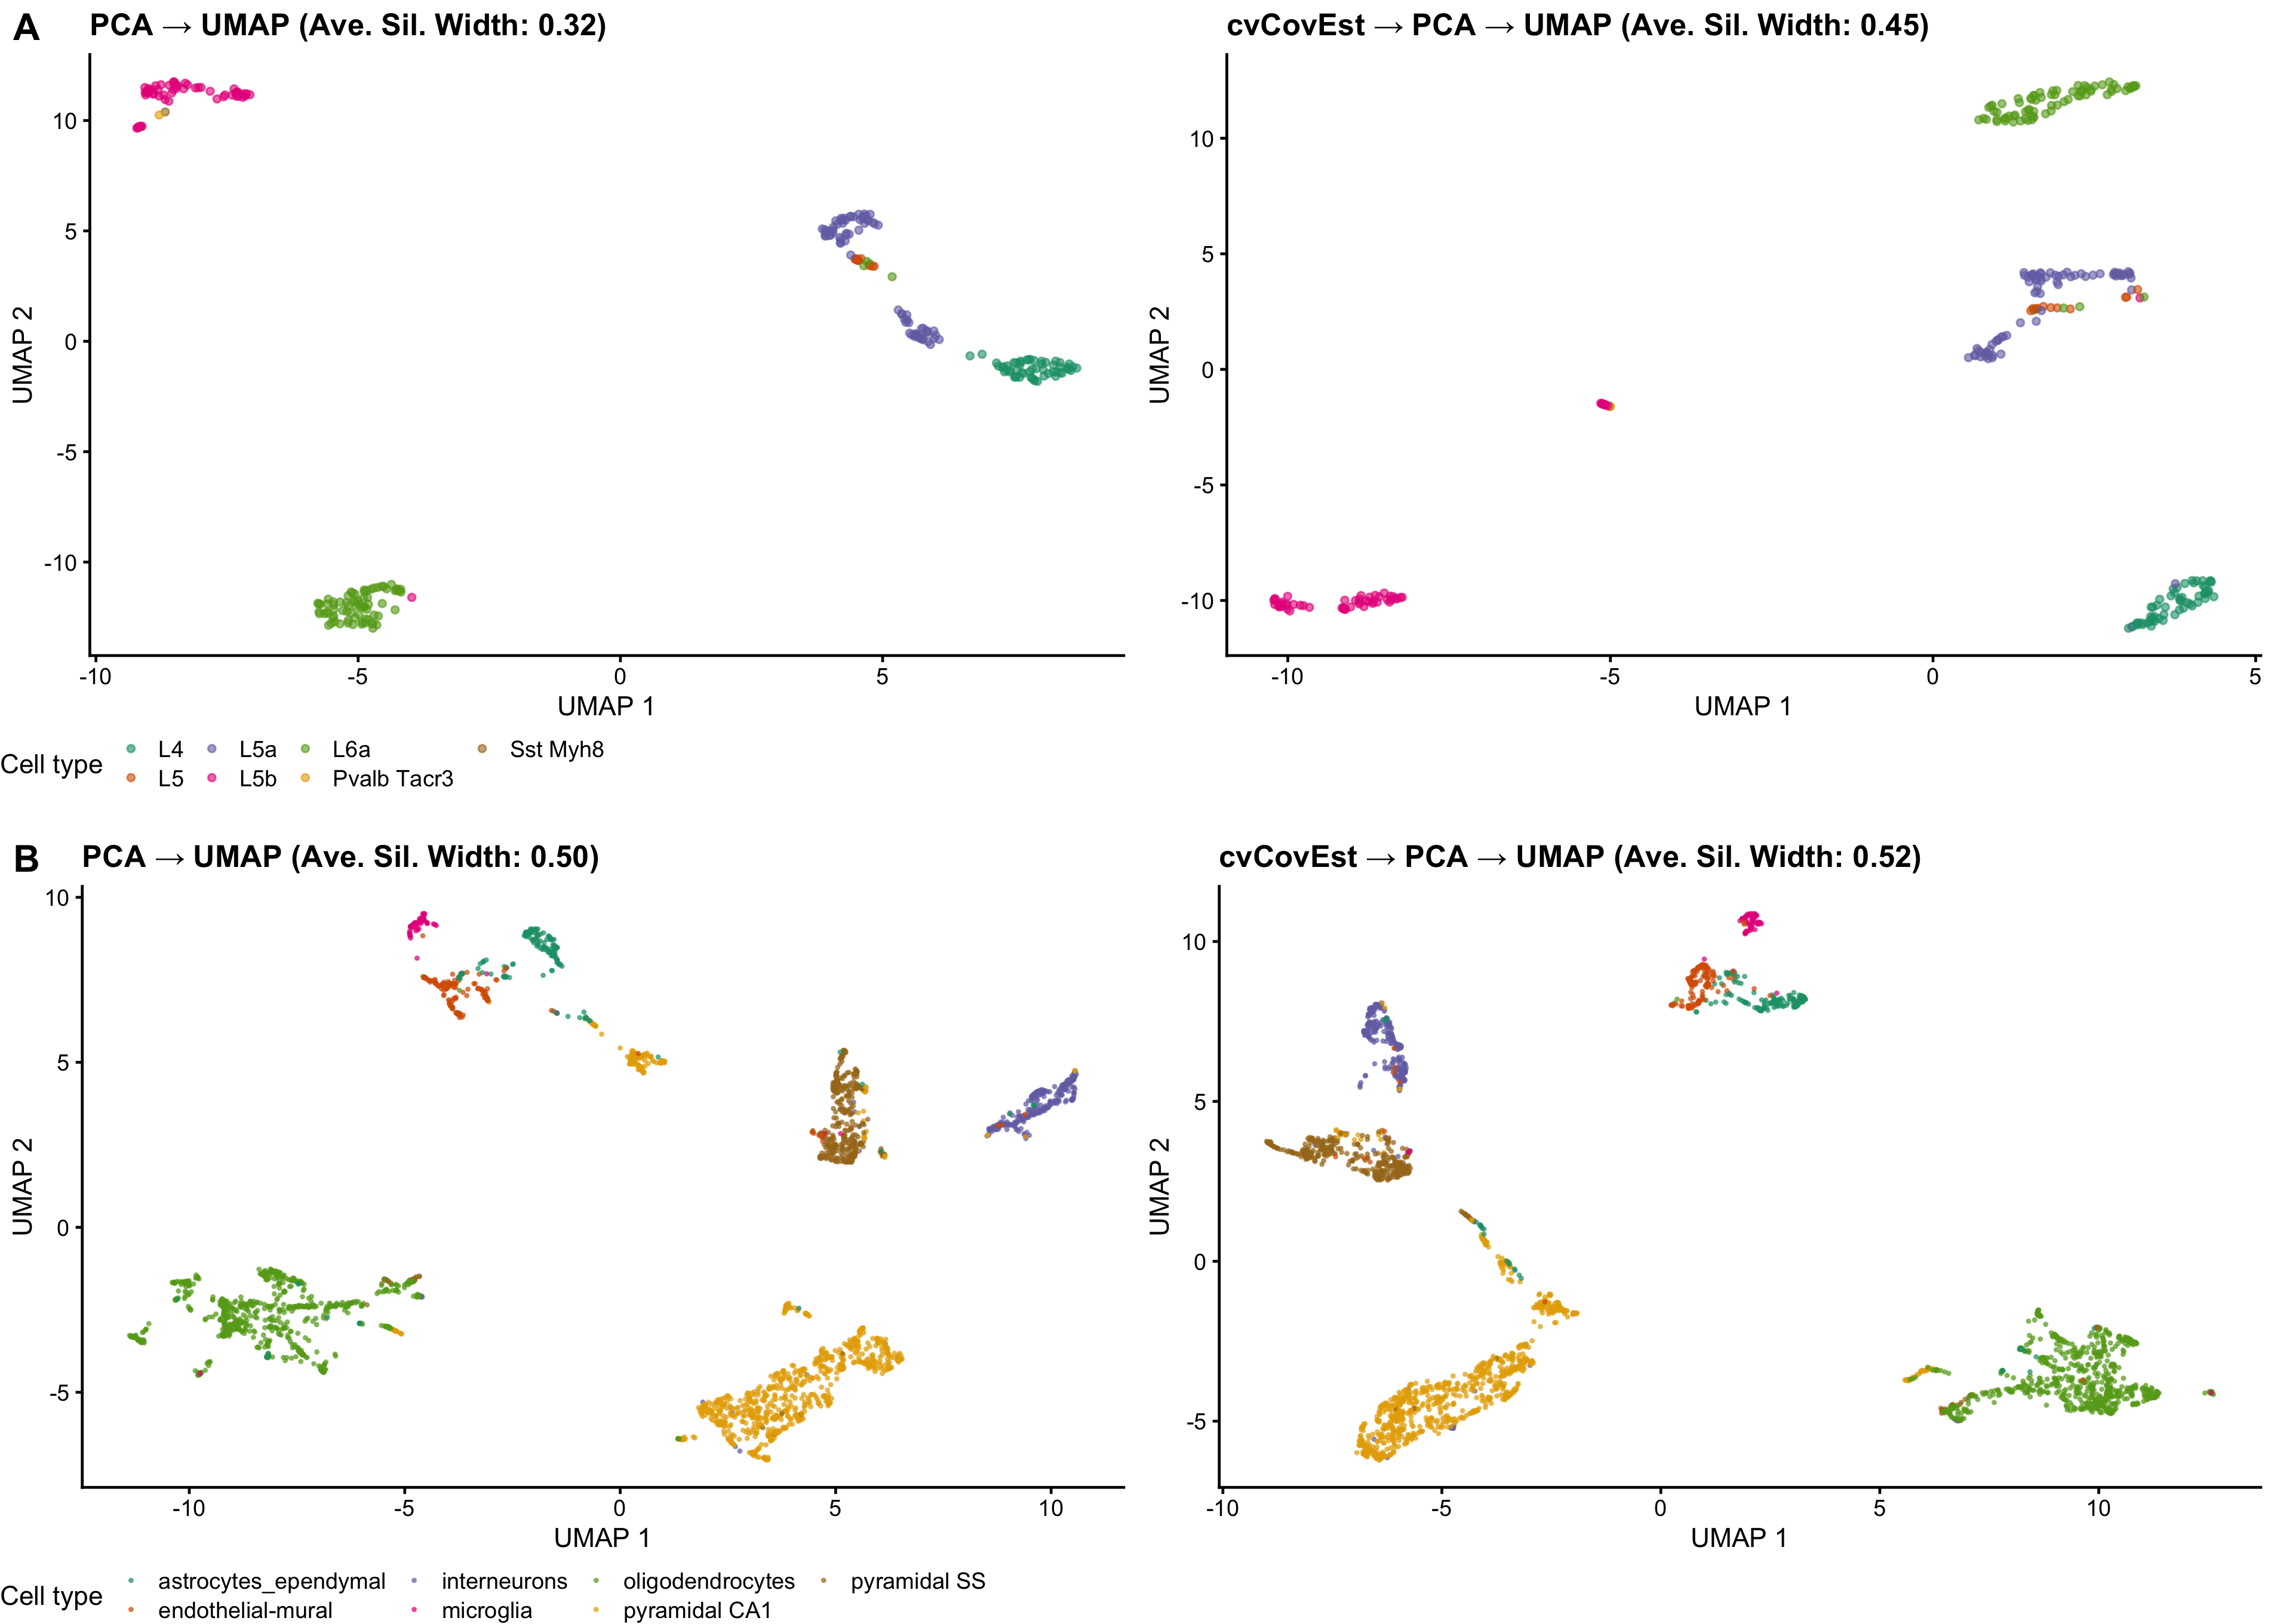 A
PCA → UMAP (Ave. Sil. Width: 0.32)
10
5
0
-5
-10
UMAP 2
-10
-5
0
5
UMAP 1
cvCovEst → PCA → UMAP (Ave. Sil. Width: 0.45)
10
5
0
-5
-10
UMAP 2
-10
-5
0
5
UMAP 1
Cell type
L4
L5a
L6a
Sst Myh8
L5
L5b
Pvalb Tacr3
B
PCA → UMAP (Ave. Sil. Width: 0.50)
10
5
0
-5
UMAP 2
-10
-5
0
5
10
UMAP 1
cvCovEst → PCA → UMAP (Ave. Sil. Width: 0.52)
10
5
0
-5
UMAP 2
-10
-5
0
5
10
UMAP 1
Cell type
astrocytes_ependymal
interneurons
oligodendrocytes
pyramidal SS
endothelial-mural
microglia
pyramidal CA1